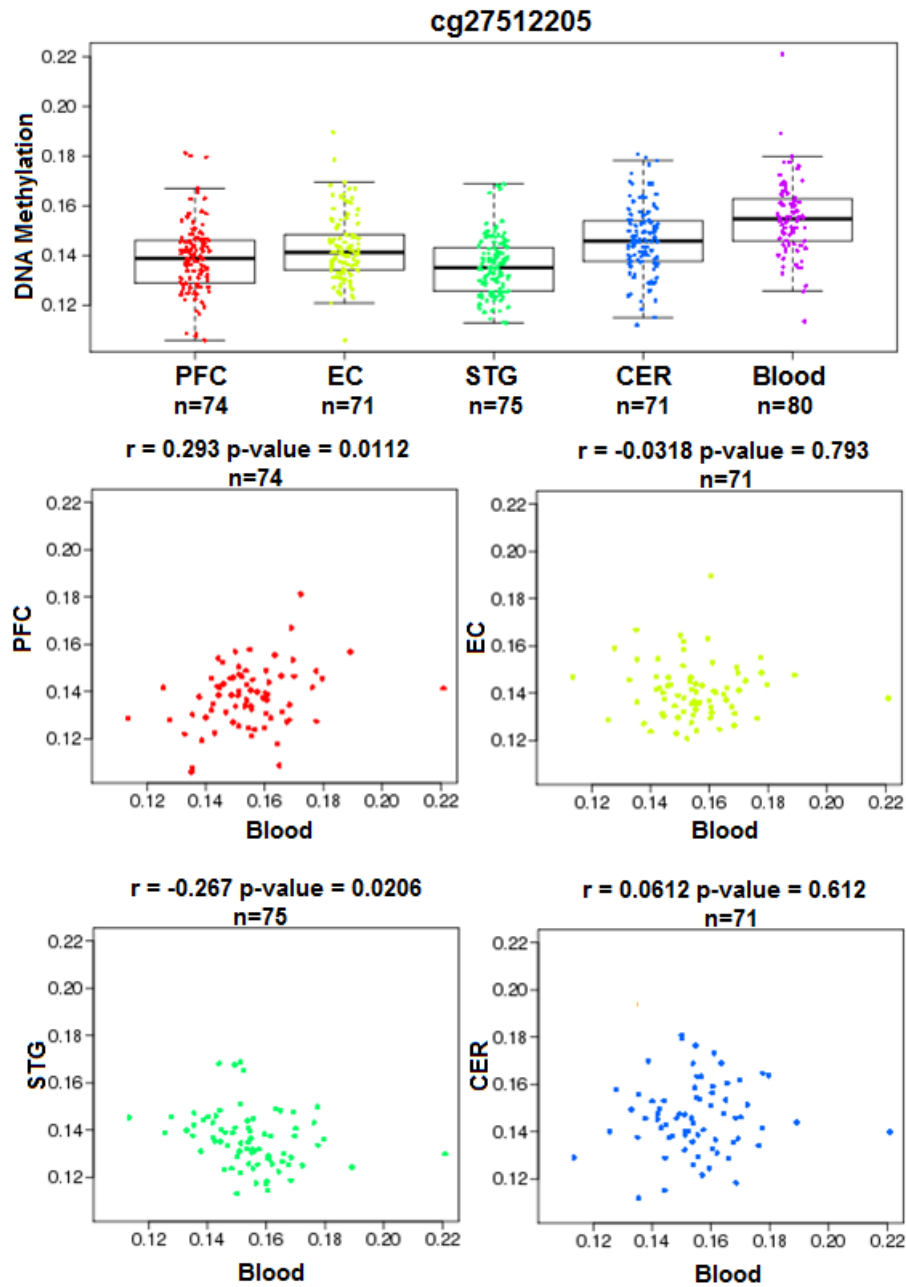 cg27512205
DNA Methylation
0.22
0.20
0.18
0.16
0.14
0.12
PFC EC STG CER Blood
n=74 n=71 n=75 n=71 n=80
r = 0.293 p-value = 0.0112
n=74
PFC
0.22
0.20
0.18
0.16
0.14
0.12
0.12 0.14 0.16 0.18 0.20 0.22
Blood
r = -0.0318 p-value = 0.793
n=71
EC
0.22
0.20
0.18
0.16
0.14
0.12
0.12 0.14 0.16 0.18 0.20 0.22
Blood
r = -0.267 p-value = 0.0206
n=75
STG
0.22
0.20
0.18
0.16
0.14
0.12
0.12 0.14 0.16 0.18 0.20 0.22
Blood
r = 0.0612 p-value = 0.612
n=71
CER
0.22
0.20
0.18
0.16
0.14
0.12
0.12 0.14 0.16 0.18 0.20 0.22
Blood